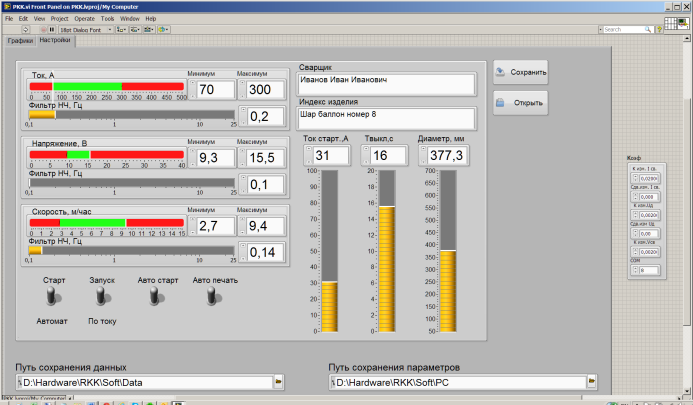 PKK.vi Front Panel on PKK.lvproj/My Computer
File Edit View Project Operate Tools Window Help
18pt Dialog Font
Search
Графики Настройки
Ток, А
Минимум Максимум
70 300
0 50 100 150 200 250 300 350 400 450 500
Фильтр НЧ, Гц
0,2
0,1 1 10 25
Напряжение, В
Минимум Максимум
9,3 15,5
0 5 10 15 20 25 30 35 40
Фильтр НЧ, Гц
0,1
0,1 1 10 25
Скорость, м/час
Минимум Максимум
2,7 9,4
0 1 2 3 4 5 6 7 8 9 10 11 12 13 14 15
Фильтр НЧ, Гц
0,14
0,1 1 10 25
Старт Запуск Авто старт Авто печать
Автомат По току
Сварщик
Иванов Иван Иванович
Индекс изделия
Шар баллон номер 8
Ток старт.,А Твыкл,с Диаметр, мм
31 16 377,3
100 20 700
90 18 650
80 16 600
70 14 550
60 12 500
50 10 450
40 8 400
30 6 350
20 4 300
10 2 250
0 0
200
150
100
50
Сохранить
Открыть
Коэф
К изм. I св.
0,0200
Сдв.изм. I св.
0,000
К изм.Uд
0,0020
Сдв.изм Uд
0,00
К изм.Vсв
0,0020
COM
8
Путь сохранения данных
D:\Hardware\RKK\Soft\Data
Путь сохранения параметров
D:\Hardware\RKK\Soft\PC
PKK.lvproj/My Computer